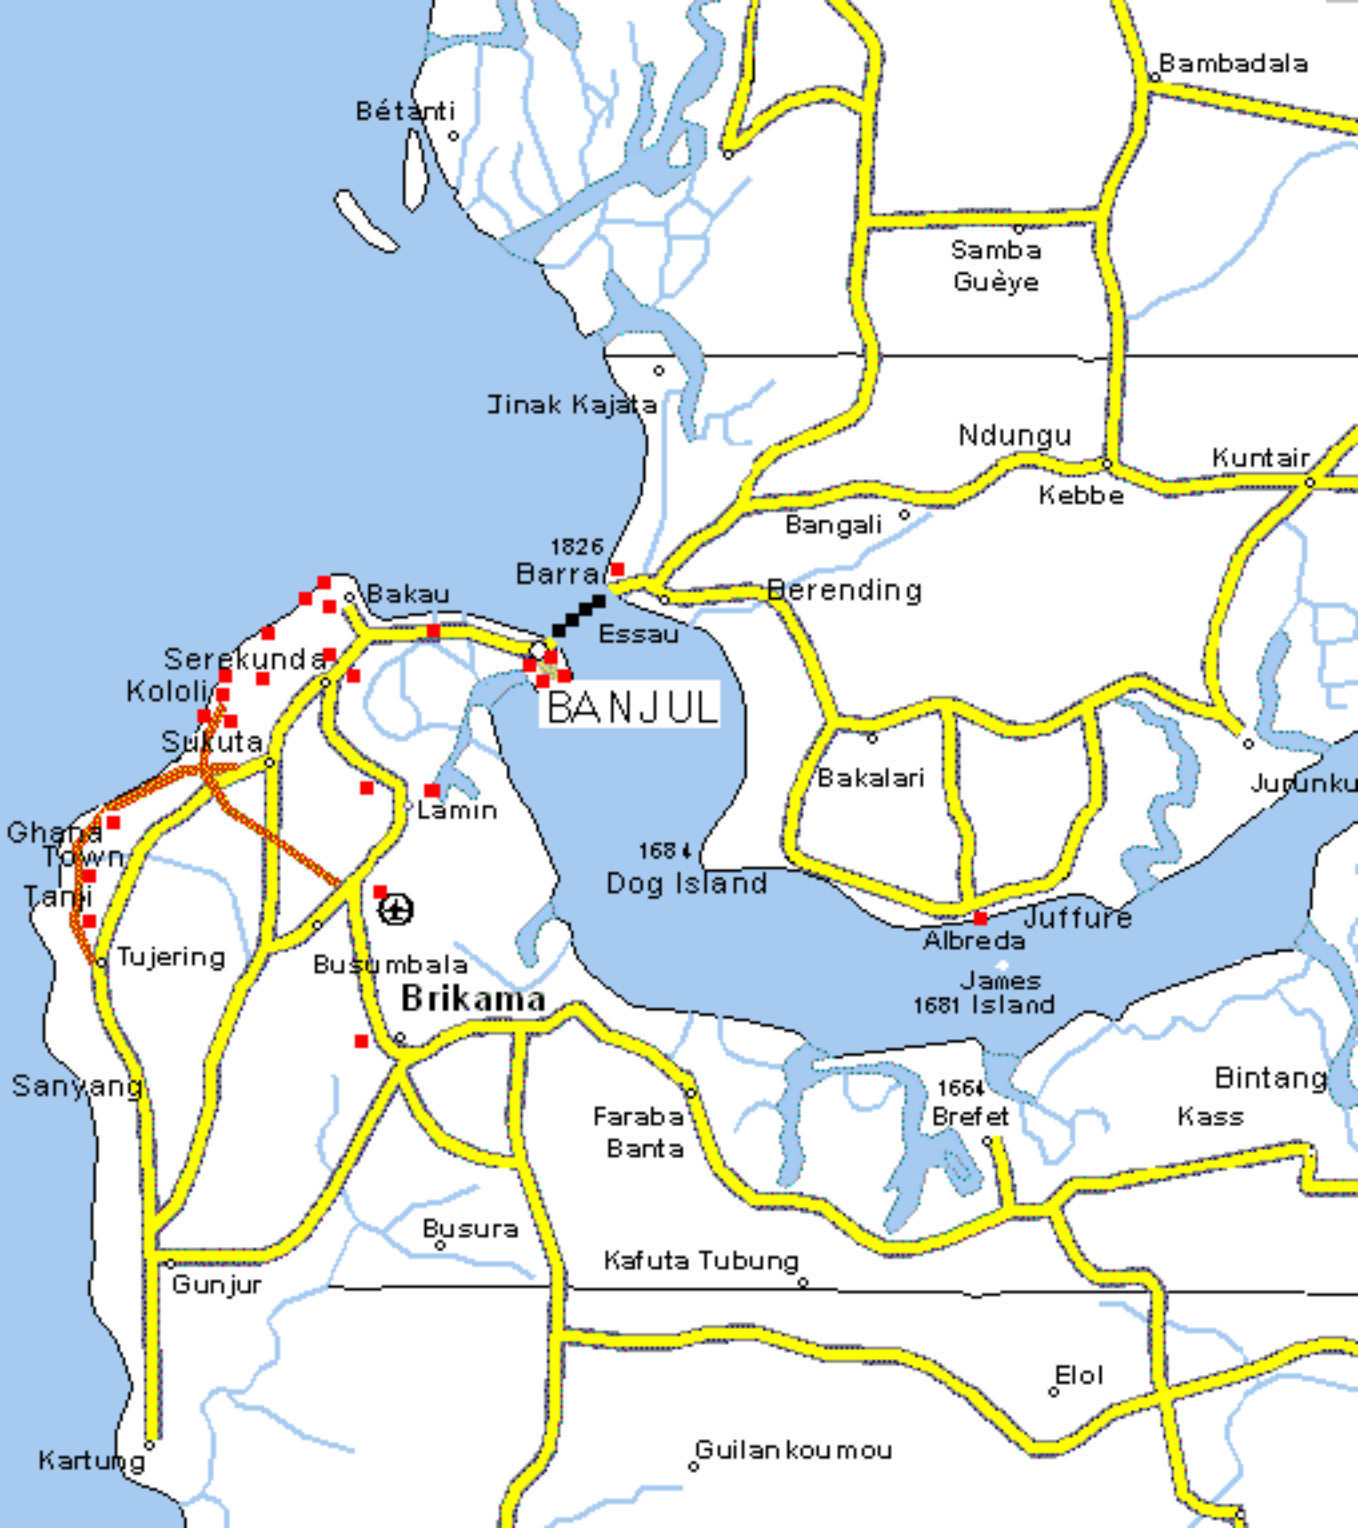 Bambadala
Bétanti
Samba
Guèye
Jinak Kajata
Ndungu
Kuntair
Kebbe
Bangali
1826
Barra
Bakau
Berending
Essau
Serekunda
Kololi
BANJUL
Sukuta
Bakalari
Jurunku
Lamin
Ghana
Town
1684
Dog Island
Tanji
Juffure
Albreda
Tujering
Busumbala
James
1681 Island
Brikama
Sanyang
Bintang
1664
Brefet
Kass
Faraba
Banta
Busura
Kafuta Tubung
Gunjur
Elol
Guilankoumou
Kartung